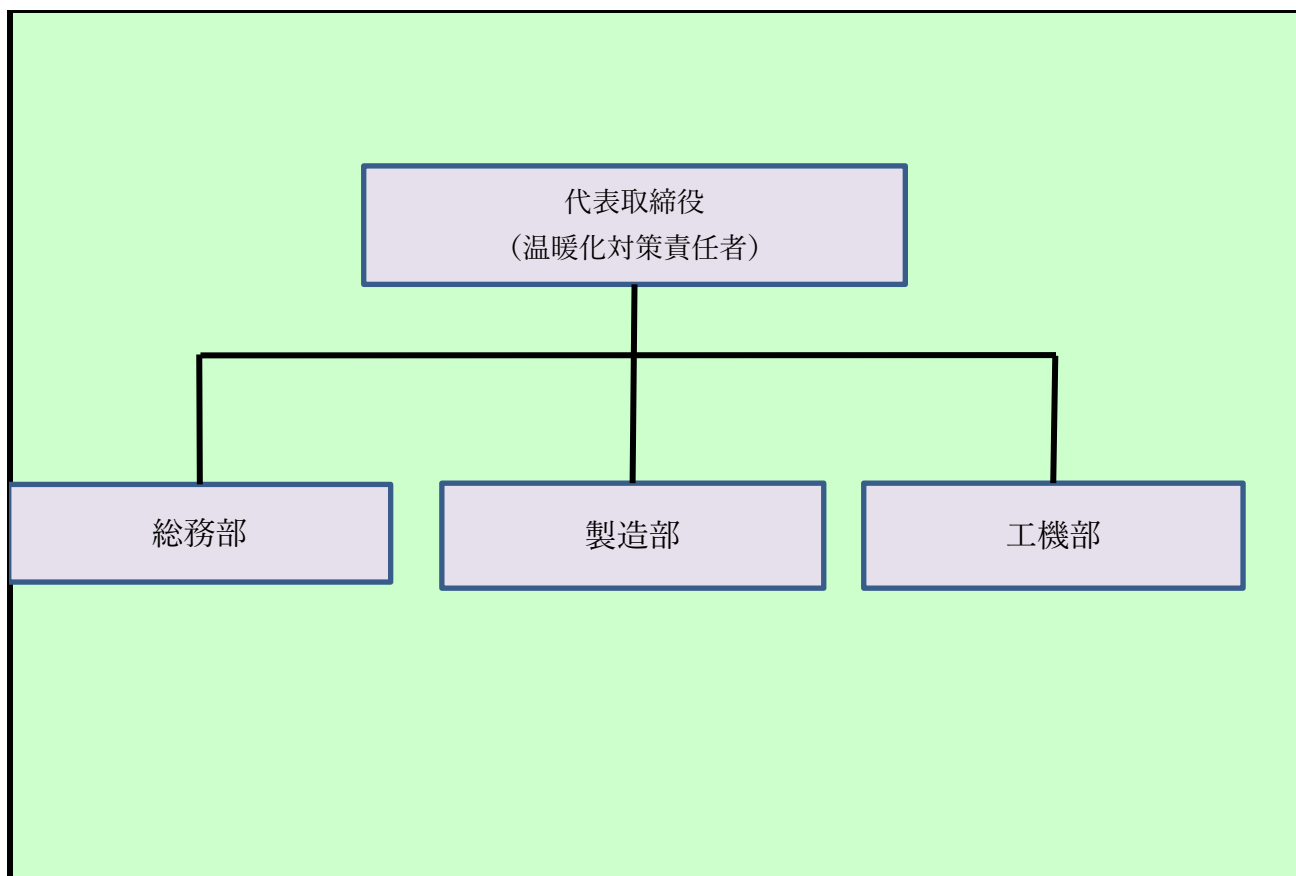 代表取締役
（温暖化対策責任者）
総務部
製造部
工機部